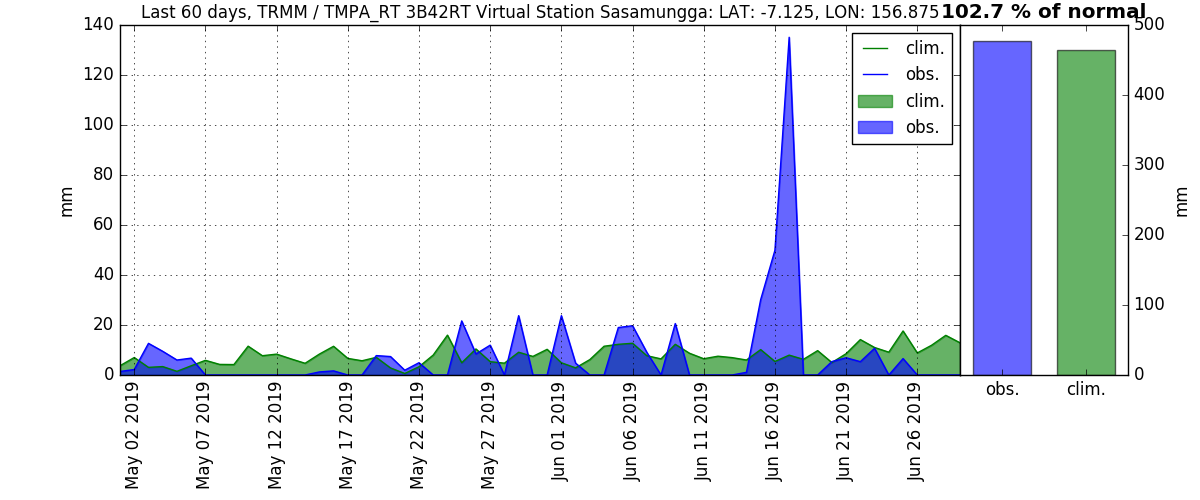 Last 60 days, TRMM / TMPA_RT 3B42RT Virtual Station Sasamungga: LAT: -7.125, LON: 156.875
102.7 % of normal
140
120
100
80
60
40
20
0
mm
clim.
obs.
clim.
obs.
May 02 2019
May 07 2019
May 12 2019
May 17 2019
May 22 2019
May 27 2019
Jun 01 2019
Jun 06 2019
Jun 11 2019
Jun 16 2019
Jun 21 2019
Jun 26 2019
500
400
300
200
100
0
mm
obs.
clim.